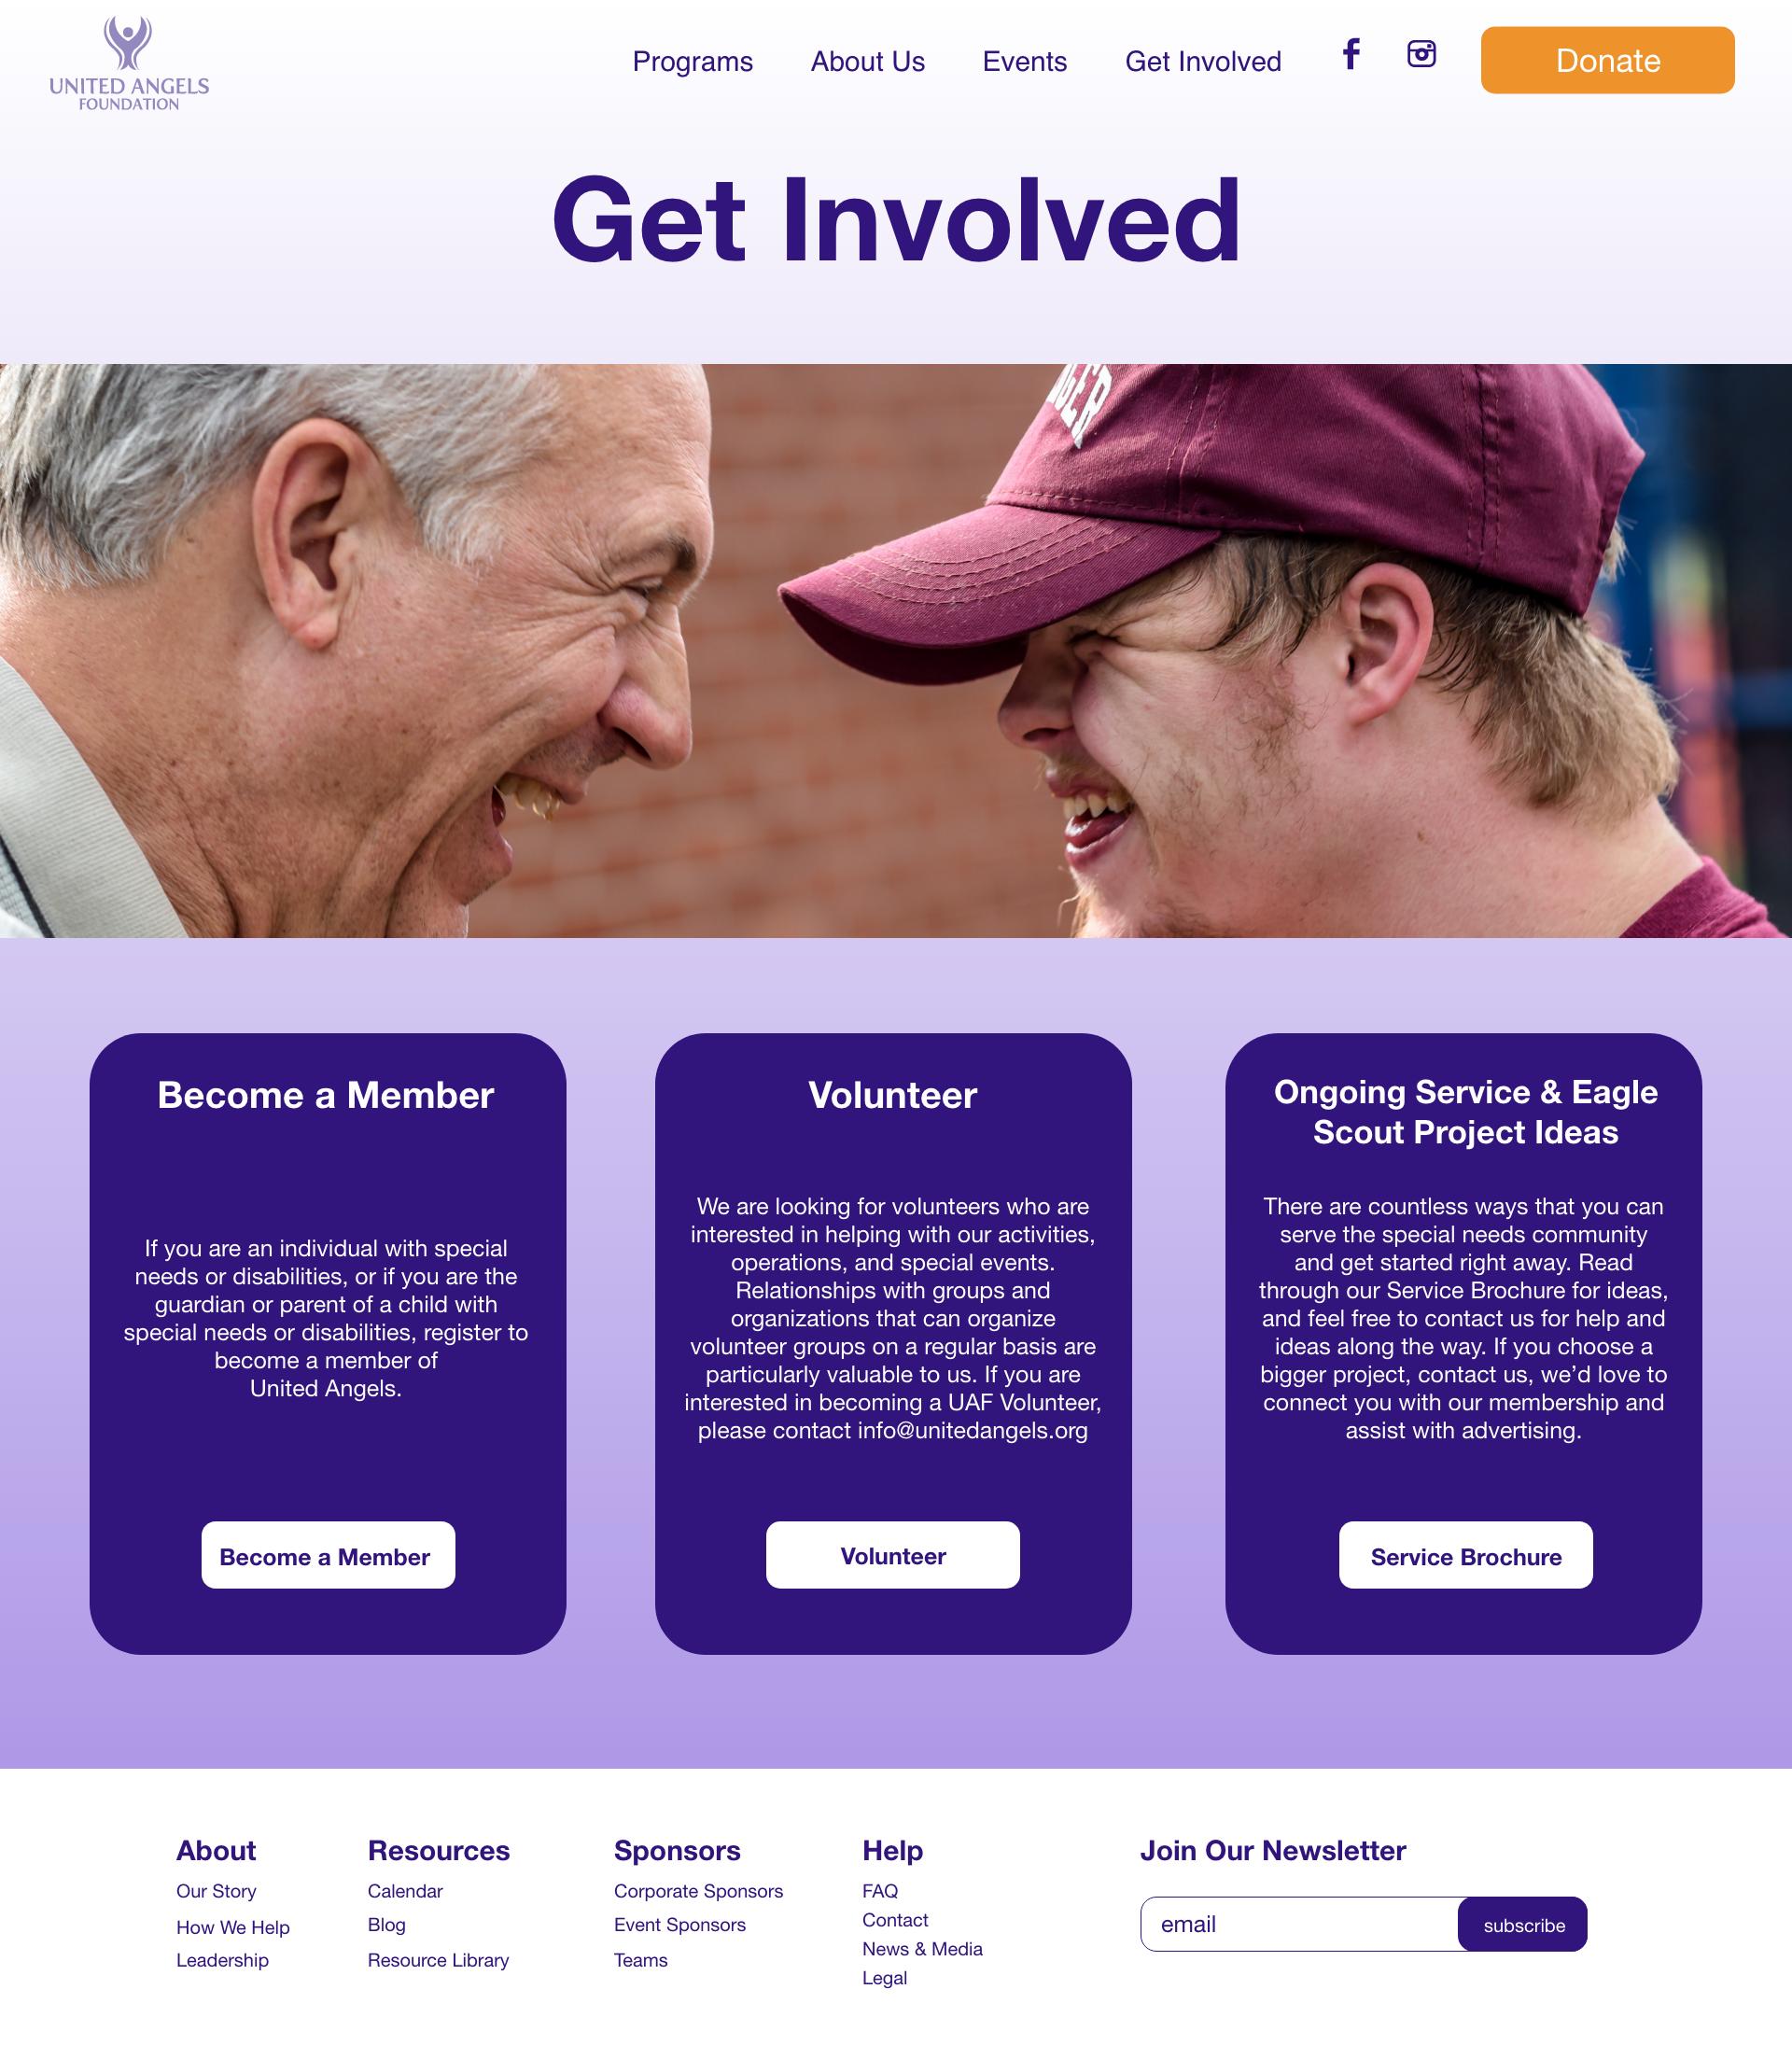 UNITED ANGELS
FOUNDATION
Programs
About Us
Events
Get Involved
Donate
Get Involved
Become a Member
If you are an individual with special
needs or disabilities, or if you are the
guardian or parent of a child with
special needs or disabilities, register to
become a member of
United Angels.
Become a Member
Volunteer
We are looking for volunteers who are
interested in helping with our activities,
operations, and special events.
Relationships with groups and
organizations that can organize
volunteer groups on a regular basis are
particularly valuable to us. If you are
interested in becoming a UAF Volunteer,
please contact info@unitedangels.org
Volunteer
Ongoing Service & Eagle
Scout Project Ideas
There are countless ways that you can
serve the special needs community
and get started right away. Read
through our Service Brochure for ideas,
and feel free to contact us for help and
ideas along the way. If you choose a
bigger project, contact us, we’d love to
connect you with our membership and
assist with advertising.
Service Brochure
About
Our Story
How We Help
Leadership
Resources
Calendar
Blog
Resource Library
Sponsors
Corporate Sponsors
Event Sponsors
Teams
Help
FAQ
Contact
News & Media
Legal
Join Our Newsletter
email
subscribe